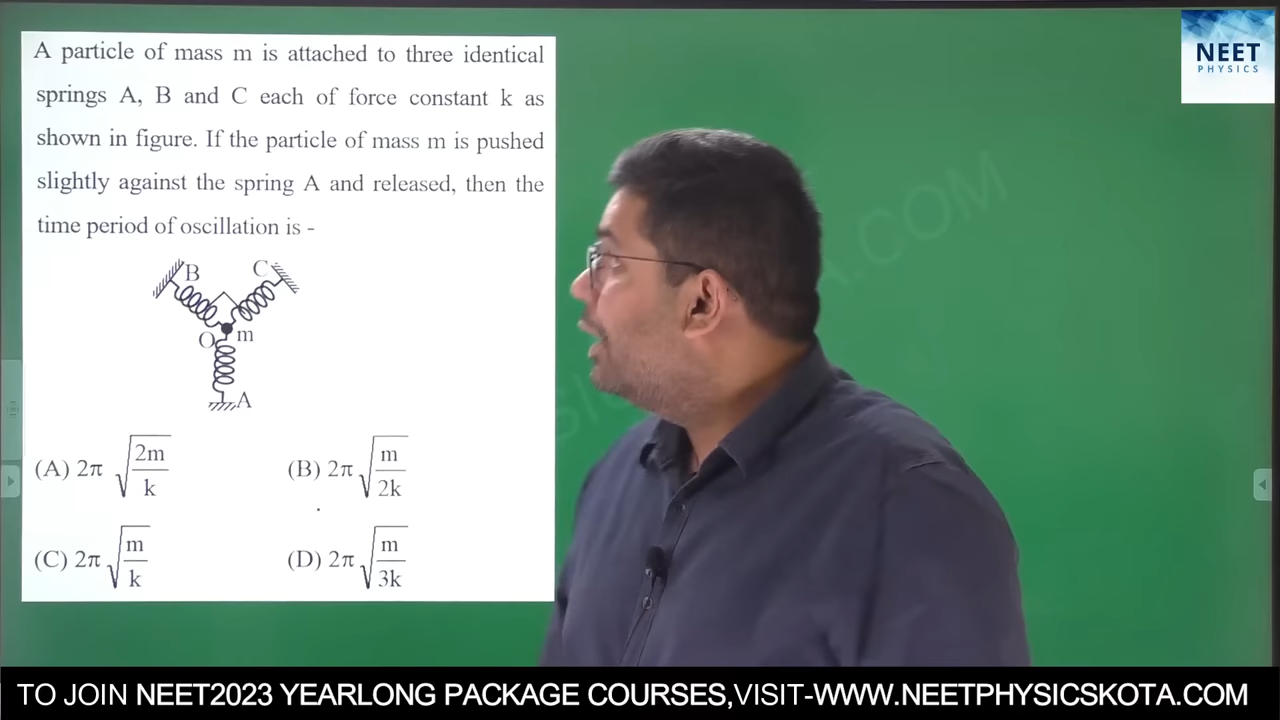 A particle of mass m is attached to three identical
springs A, B and C each of force constant k as
shown in figure. If the particle of mass m is pushed
slightly against the spring A and released, then the
time period of oscillation is -
B C
O m
A
(A) 2π √2m/k (B) 2π √m/2k
(C) 2π √m/k (D) 2π √m/3k
NEET
PHYSICS
A.COM
TO JOIN NEET2023 YEARLONG PACKAGE COURSES,VISIT-WWW.NEETPHYSICSKOTA.COM